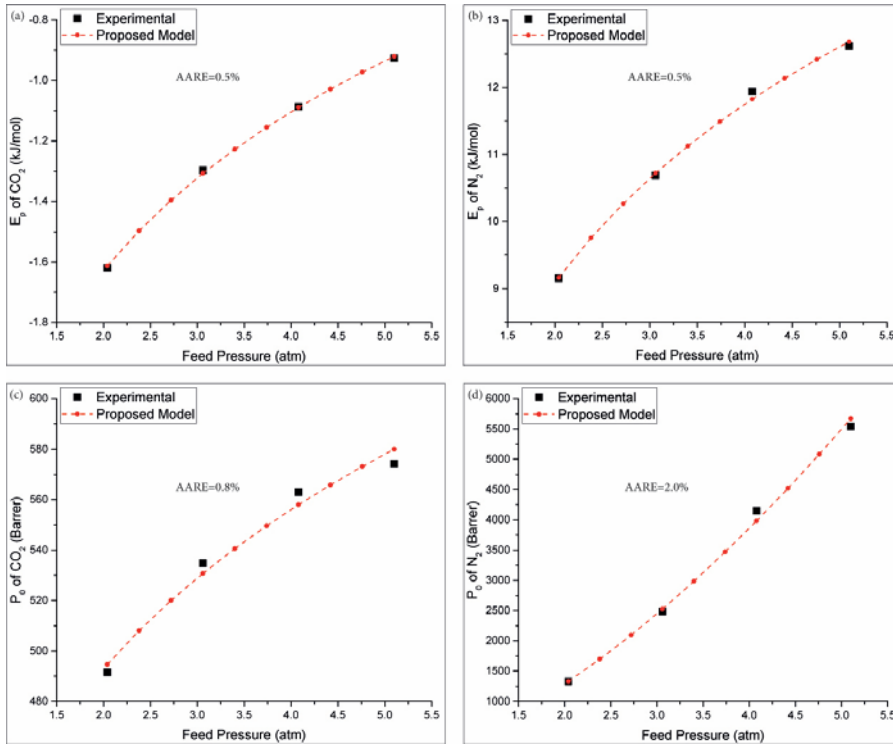 (a)
Experimental
Proposed Model
AARE=0.5%
-0.8
-1.0
-1.2
-1.4
-1.6
-1.8
E_p of CO_2 (kJ/mol)
1.5 2.0 2.5 3.0 3.5 4.0 4.5 5.0 5.5
Feed Pressure (atm)
(b)
Experimental
Proposed Model
AARE=0.5%
13
12
11
10
9
E_p of N_2 (kJ/mol)
1.5 2.0 2.5 3.0 3.5 4.0 4.5 5.0 5.5
Feed Pressure (atm)
(c)
Experimental
Proposed Model
AARE=0.8%
600
580
560
540
520
500
480
P_0 of CO_2 (Barrer)
1.5 2.0 2.5 3.0 3.5 4.0 4.5 5.0 5.5
Feed Pressure (atm)
(d)
Experimental
Proposed Model
AARE=2.0%
6000
5500
5000
4500
4000
3500
3000
2500
2000
1500
1000
P_0 of N_2 (Barrer)
1.5 2.0 2.5 3.0 3.5 4.0 4.5 5.0 5.5
Feed Pressure (atm)